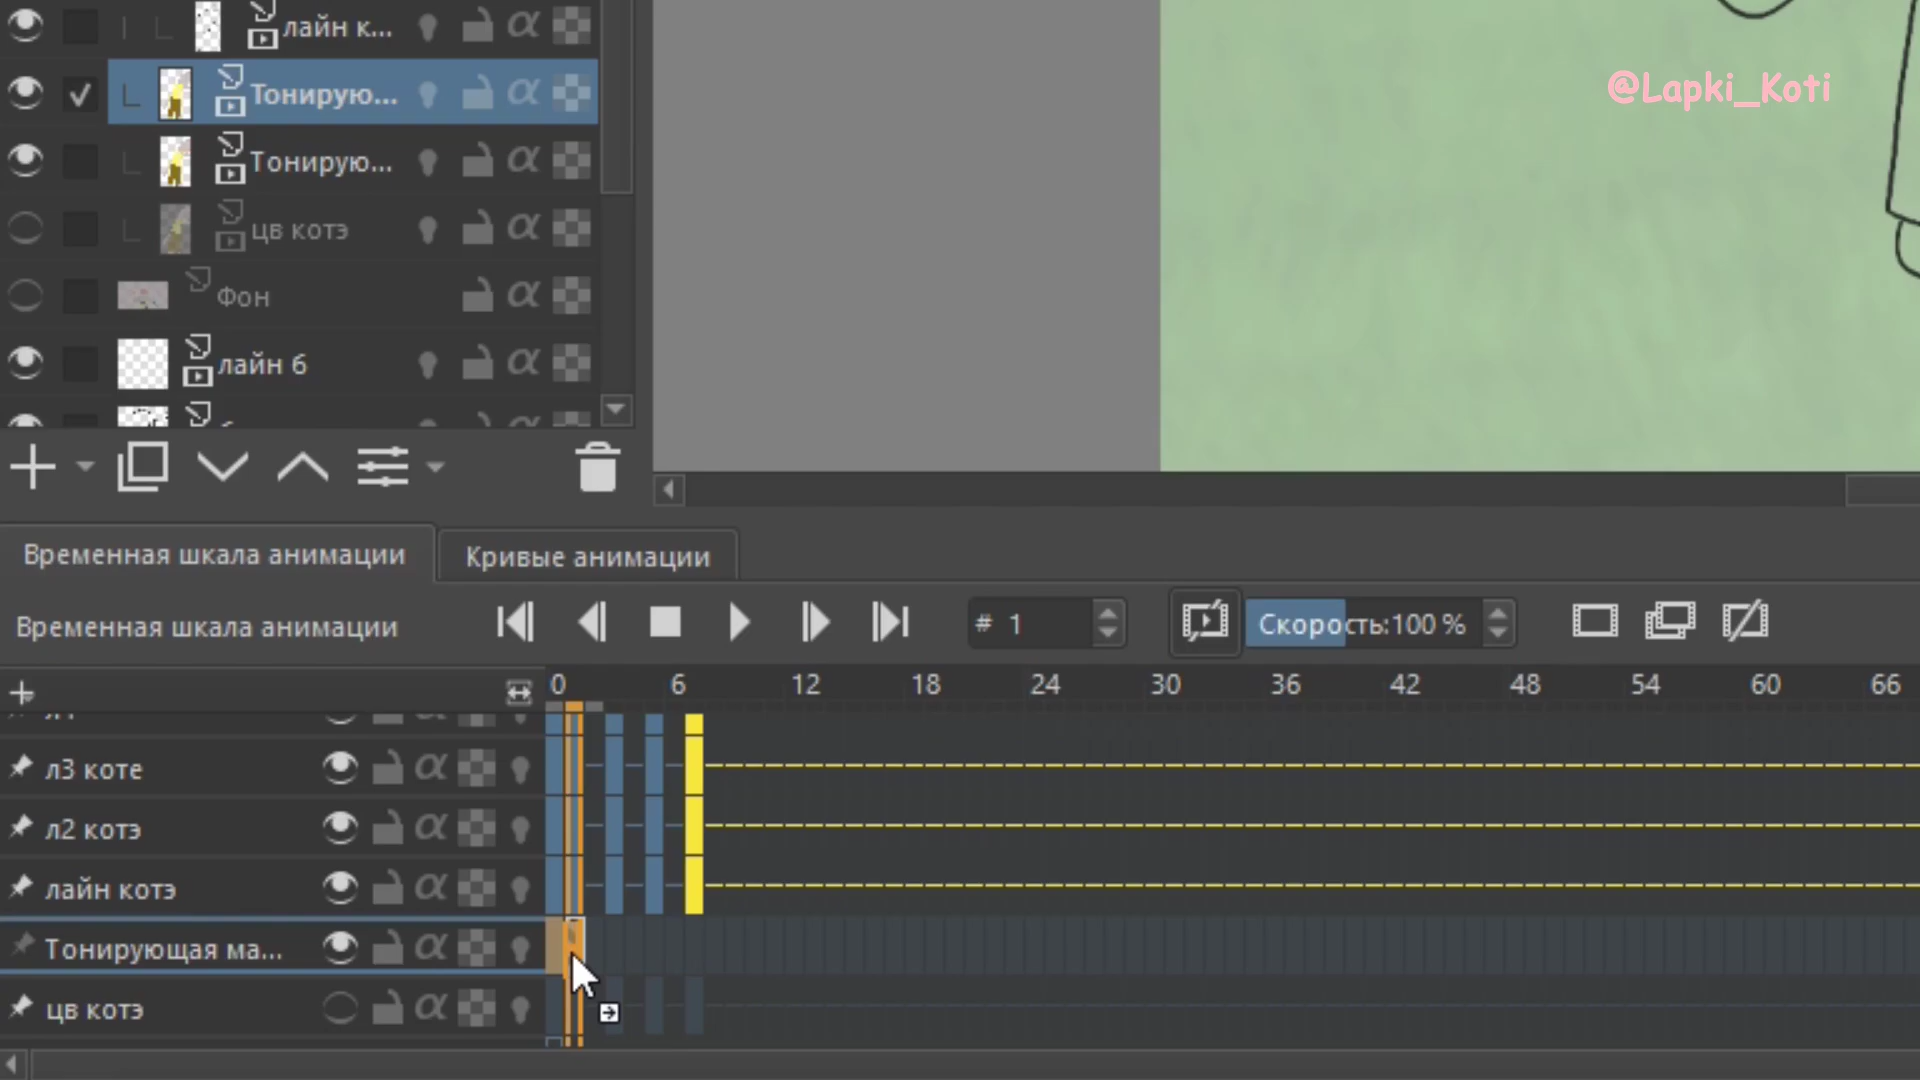 лайн к...
@Lapki_Koti
Тонирую...
Тонирую...
цв котэ
Фон
лайн б
Временная шкала анимации
Кривые анимации
Временная шкала анимации
# 1
Скорость:100 %
0 6 12 18 24 30 36 42 48 54 60 66
л3 коте
л2 котэ
лайн котэ
Тонирующая ма...
цв котэ